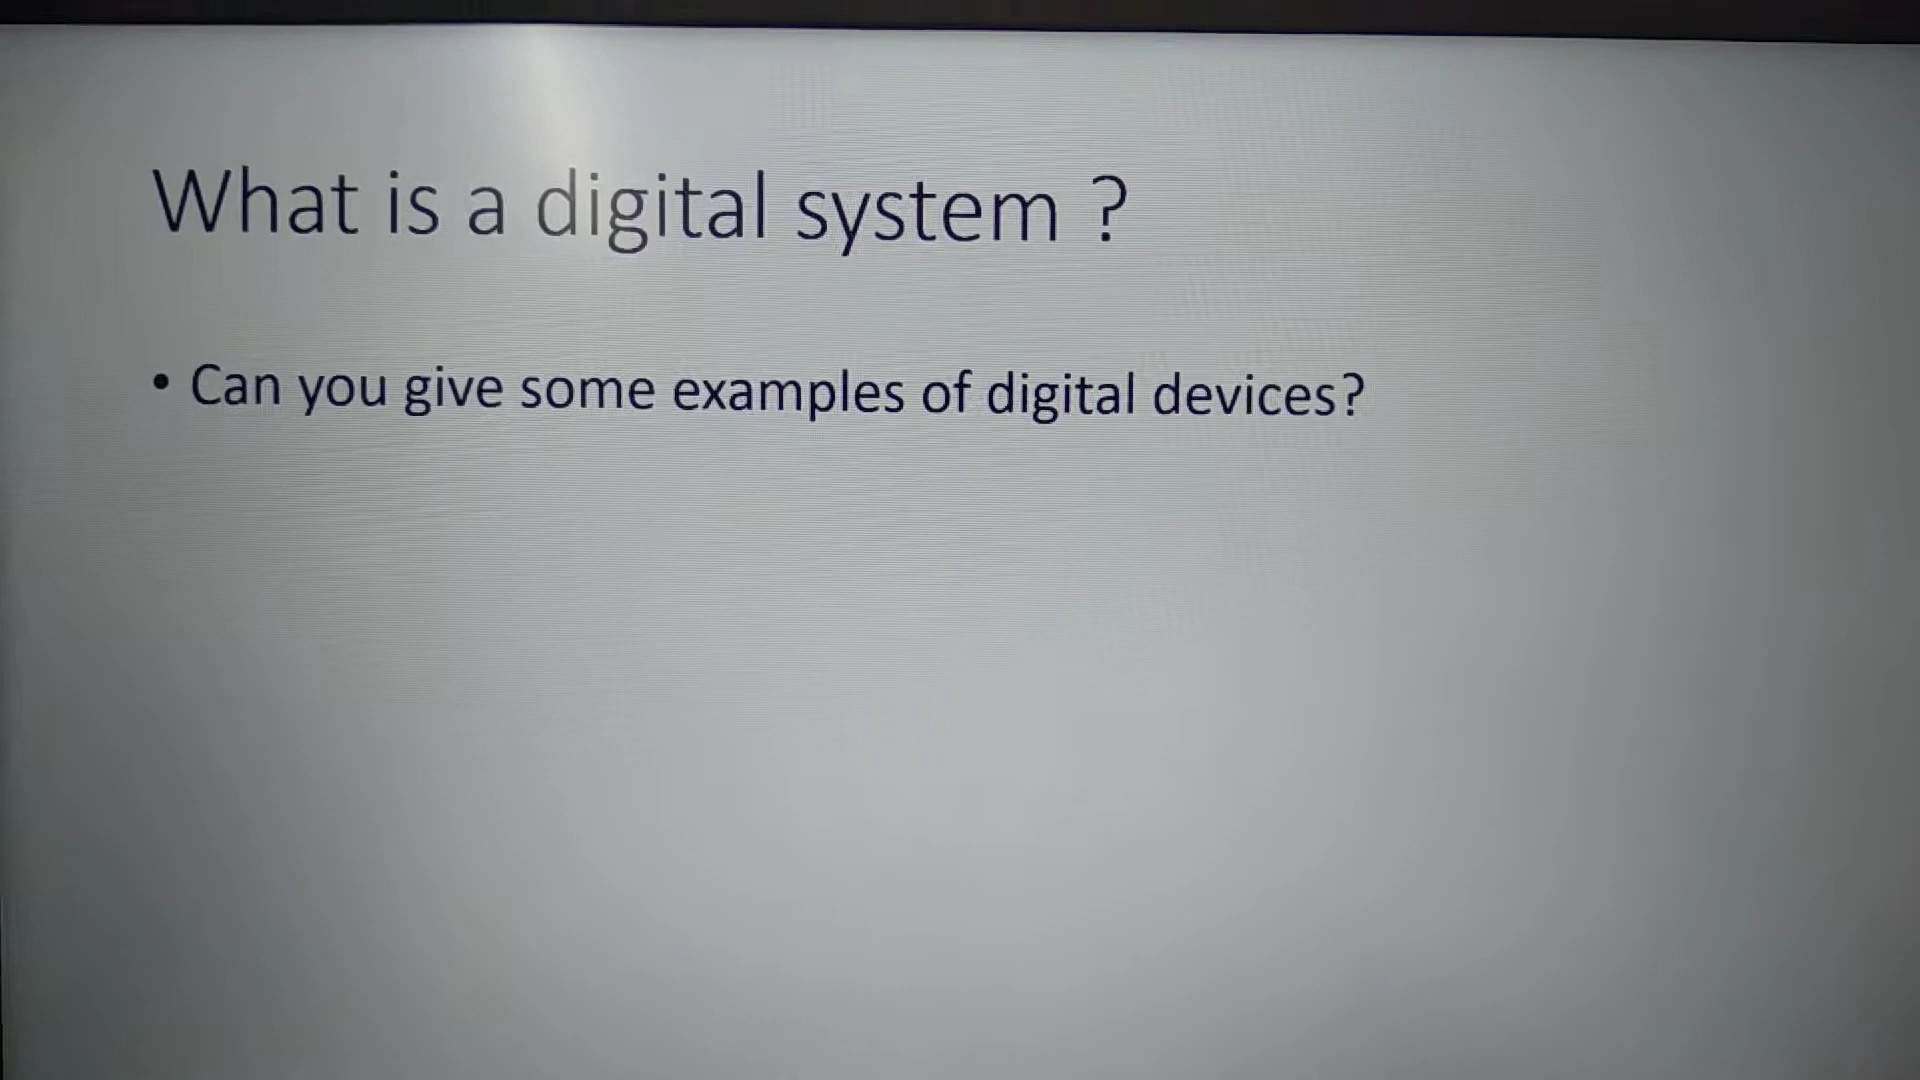 What is a digital system ?
• Can you give some examples of digital devices?